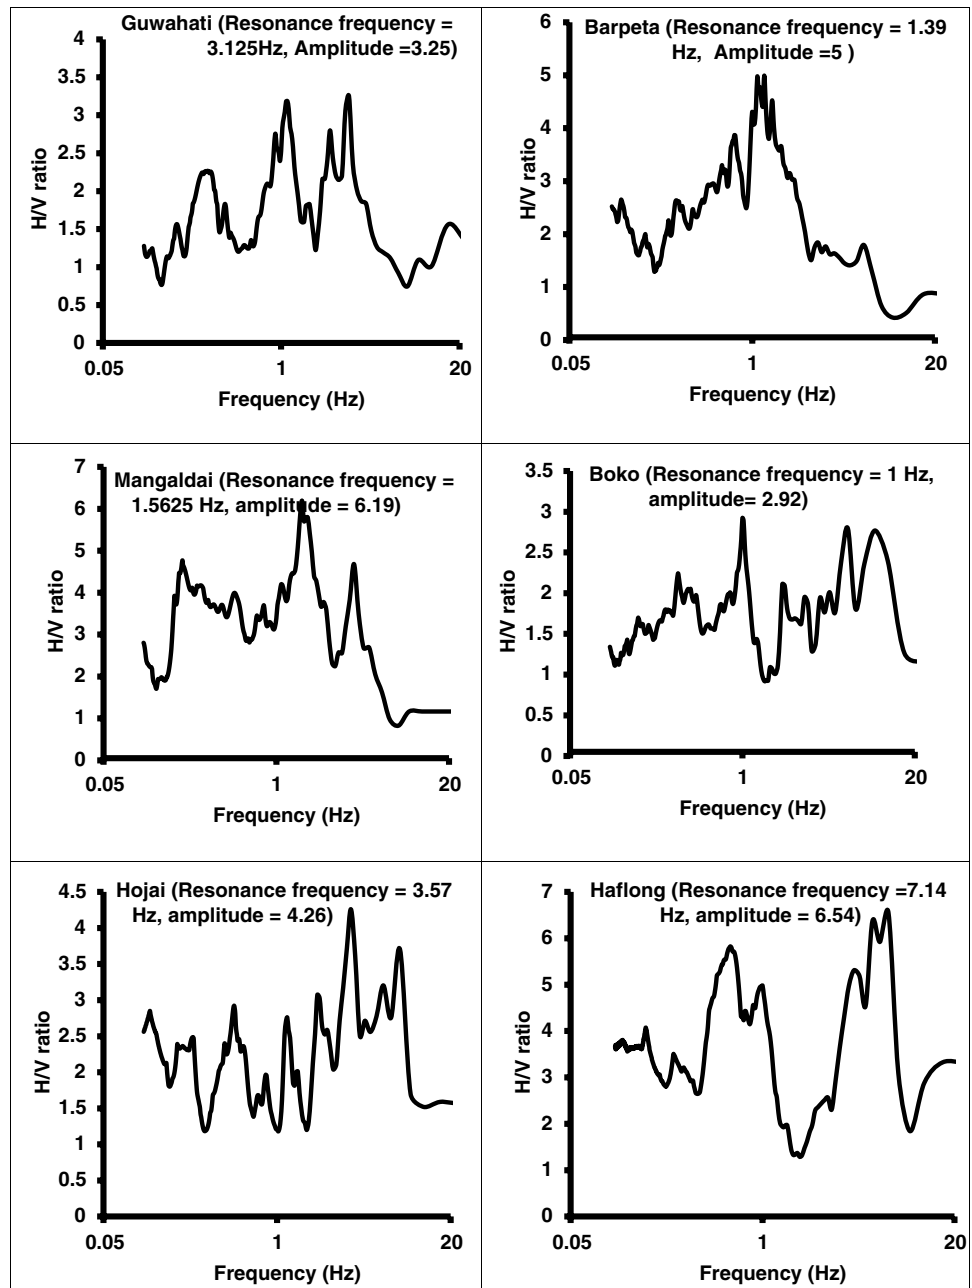 Guwahati (Resonance frequency =
3.125Hz, Amplitude =3.25)
4
3.5
3
2.5
2
1.5
1
0.5
0
H/V ratio
0.05
1
20
Frequency (Hz)
Barpeta (Resonance frequency = 1.39
Hz, Amplitude =5 )
6
5
4
3
2
1
0
H/V ratio
0.05
1
20
Frequency (Hz)
Mangaldai (Resonance frequency =
1.5625 Hz, amplitude = 6.19)
7
6
5
4
3
2
1
0
H/V ratio
0.05
1
20
Frequency (Hz)
Boko (Resonance frequency = 1 Hz,
amplitude= 2.92)
3.5
3
2.5
2
1.5
1
0.5
0
H/V ratio
0.05
1
20
Frequency (Hz)
Hojai (Resonance frequency = 3.57
Hz, amplitude = 4.26)
4.5
4
3.5
3
2.5
2
1.5
1
0.5
0
H/V ratio
0.05
1
20
Frequency (Hz)
Haflong (Resonance frequency =7.14
Hz, amplitude = 6.54)
7
6
5
4
3
2
1
0
H/V ratio
0.05
1
20
Frequency (Hz)